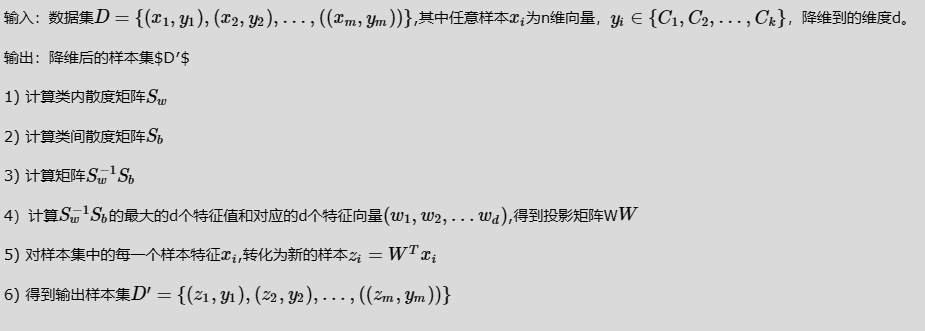 输入：数据集$D=\{(x_1,y_1),(x_2,y_2),\ldots,((x_m,y_m))\}$,其中任意样本$x_i$为n维向量，$y_i\in\{C_1,C_2,\ldots,C_k\}$，降维到的维度d。
输出：降维后的样本集$D′$
1) 计算类内散度矩阵$S_w$
2) 计算类间散度矩阵$S_b$
3) 计算矩阵$S_w^{-1}S_b$
4）计算$S_w^{-1}S_b$的最大的d个特征值和对应的d个特征向量$(w_1,w_2,\ldots w_d)$,得到投影矩阵W$W$
5) 对样本集中的每一个样本特征$x_i$,转化为新的样本$z_i=W^Tx_i$
6) 得到输出样本集$D'=\{(z_1,y_1),(z_2,y_2),\ldots,((z_m,y_m))\}$